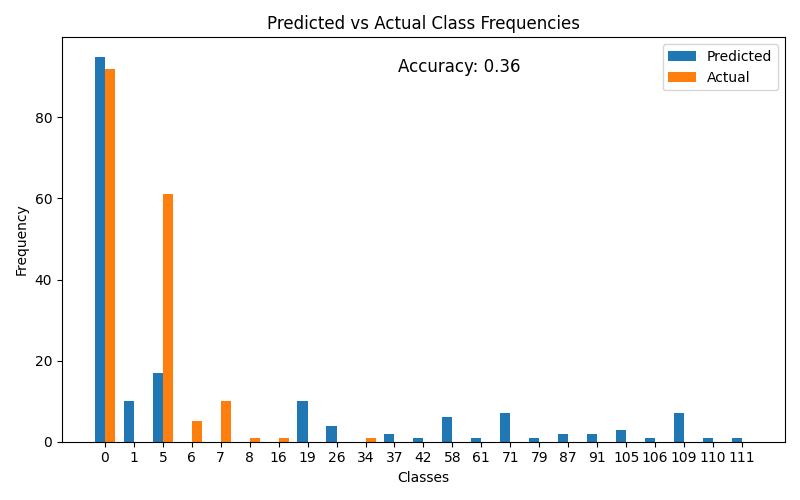 Predicted vs Actual Class Frequencies
Accuracy: 0.36
Predicted
Actual
Frequency
80
60
40
20
0
0 1 5 6 7 8 16 19 26 34 37 42 58 61 71 79 87 91 105 106 109 110 111
Classes